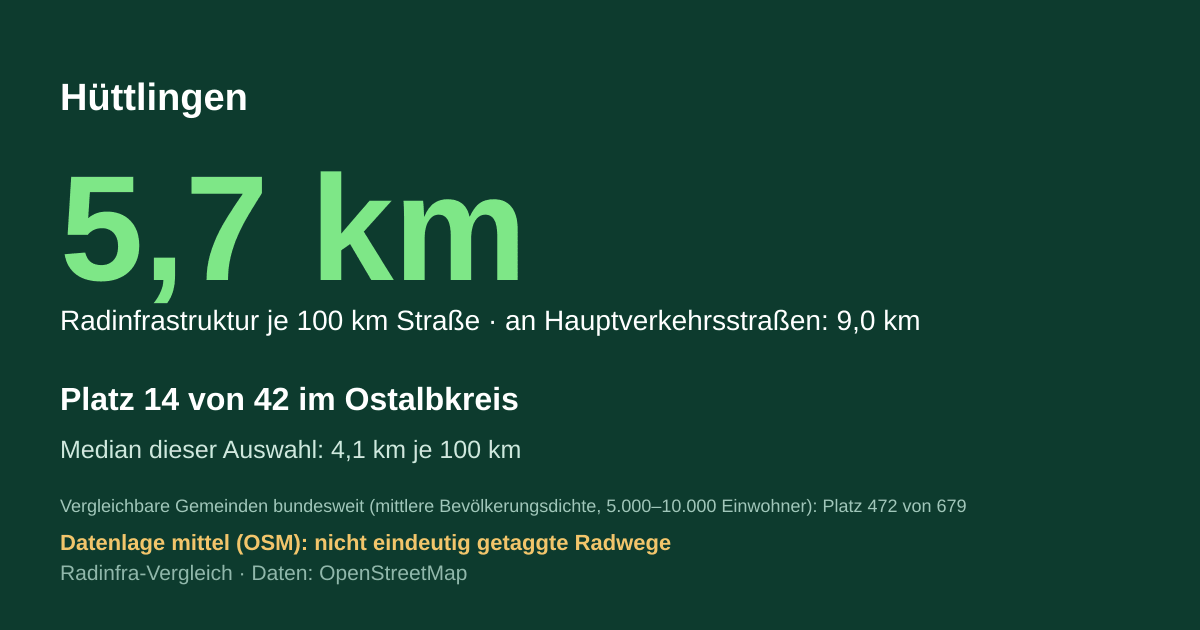 Hüttlingen
5,7 km
Radinfrastruktur je 100 km Straße · an Hauptverkehrsstraßen: 9,0 km
Platz 14 von 42 im Ostalbkreis
Median dieser Auswahl: 4,1 km je 100 km
Vergleichbare Gemeinden bundesweit (mittlere Bevölkerungsdichte, 5.000–10.000 Einwohner): Platz 472 von 679
Datenlage mittel (OSM): nicht eindeutig getaggte Radwege
Radinfra-Vergleich · Daten: OpenStreetMap